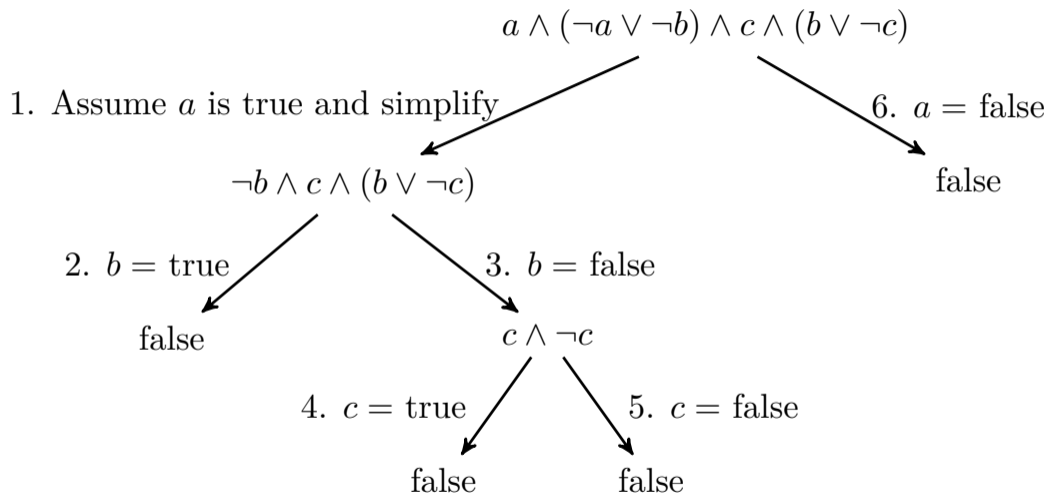 a ∧ (¬a ∨ ¬b) ∧ c ∧ (b ∨ ¬c)
1. Assume a is true and simplify
6. a = false
¬b ∧ c ∧ (b ∨ ¬c)
false
2. b = true
3. b = false
false
c ∧ ¬c
4. c = true
5. c = false
false
false